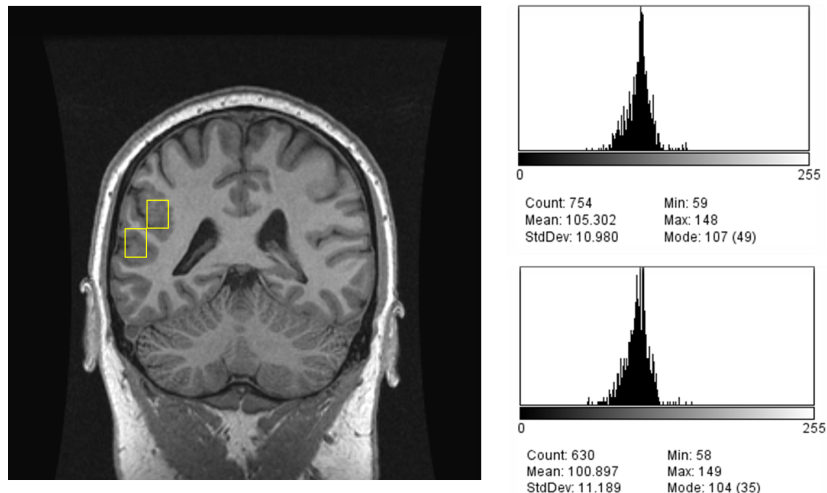 0 255
Count: 754 Min: 59
Mean: 105.302 Max: 148
StdDev: 10.980 Mode: 107 (49)
0 255
Count: 630 Min: 58
Mean: 100.897 Max: 149
StdDev: 11.189 Mode: 104 (35)